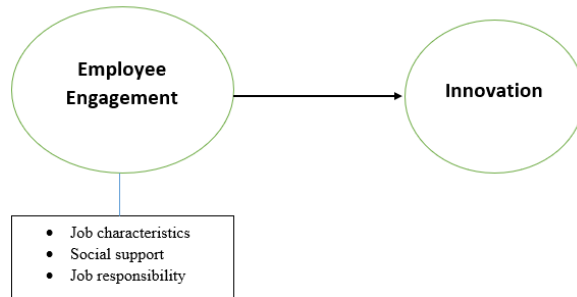 Employee
Engagement
Innovation
• Job characteristics
• Social support
• Job responsibility